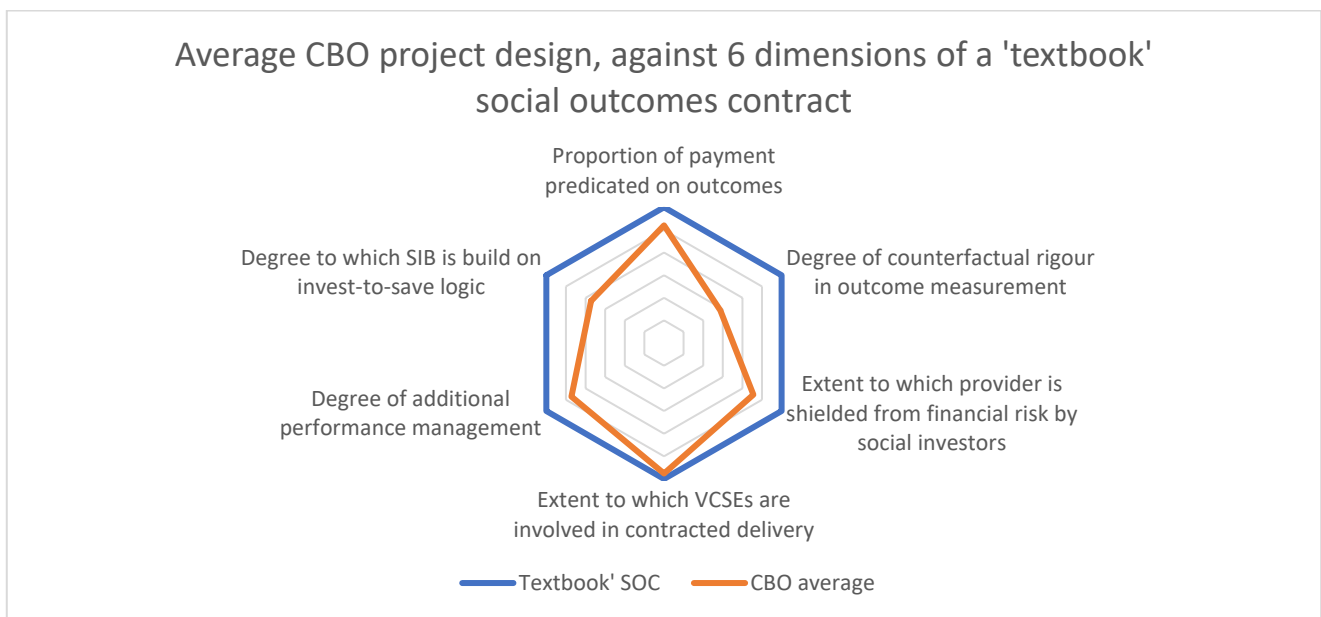 Average CBO project design, against 6 dimensions of a 'textbook'
social outcomes contract
Proportion of payment
predicated on outcomes
Degree to which SIB is build on
invest-to-save logic
Degree of counterfactual rigour
in outcome measurement
Degree of additional
performance management
Extent to which provider is
shielded from financial risk by
social investors
Extent to which VCSEs are
involved in contracted delivery
Textbook' SOC
CBO average